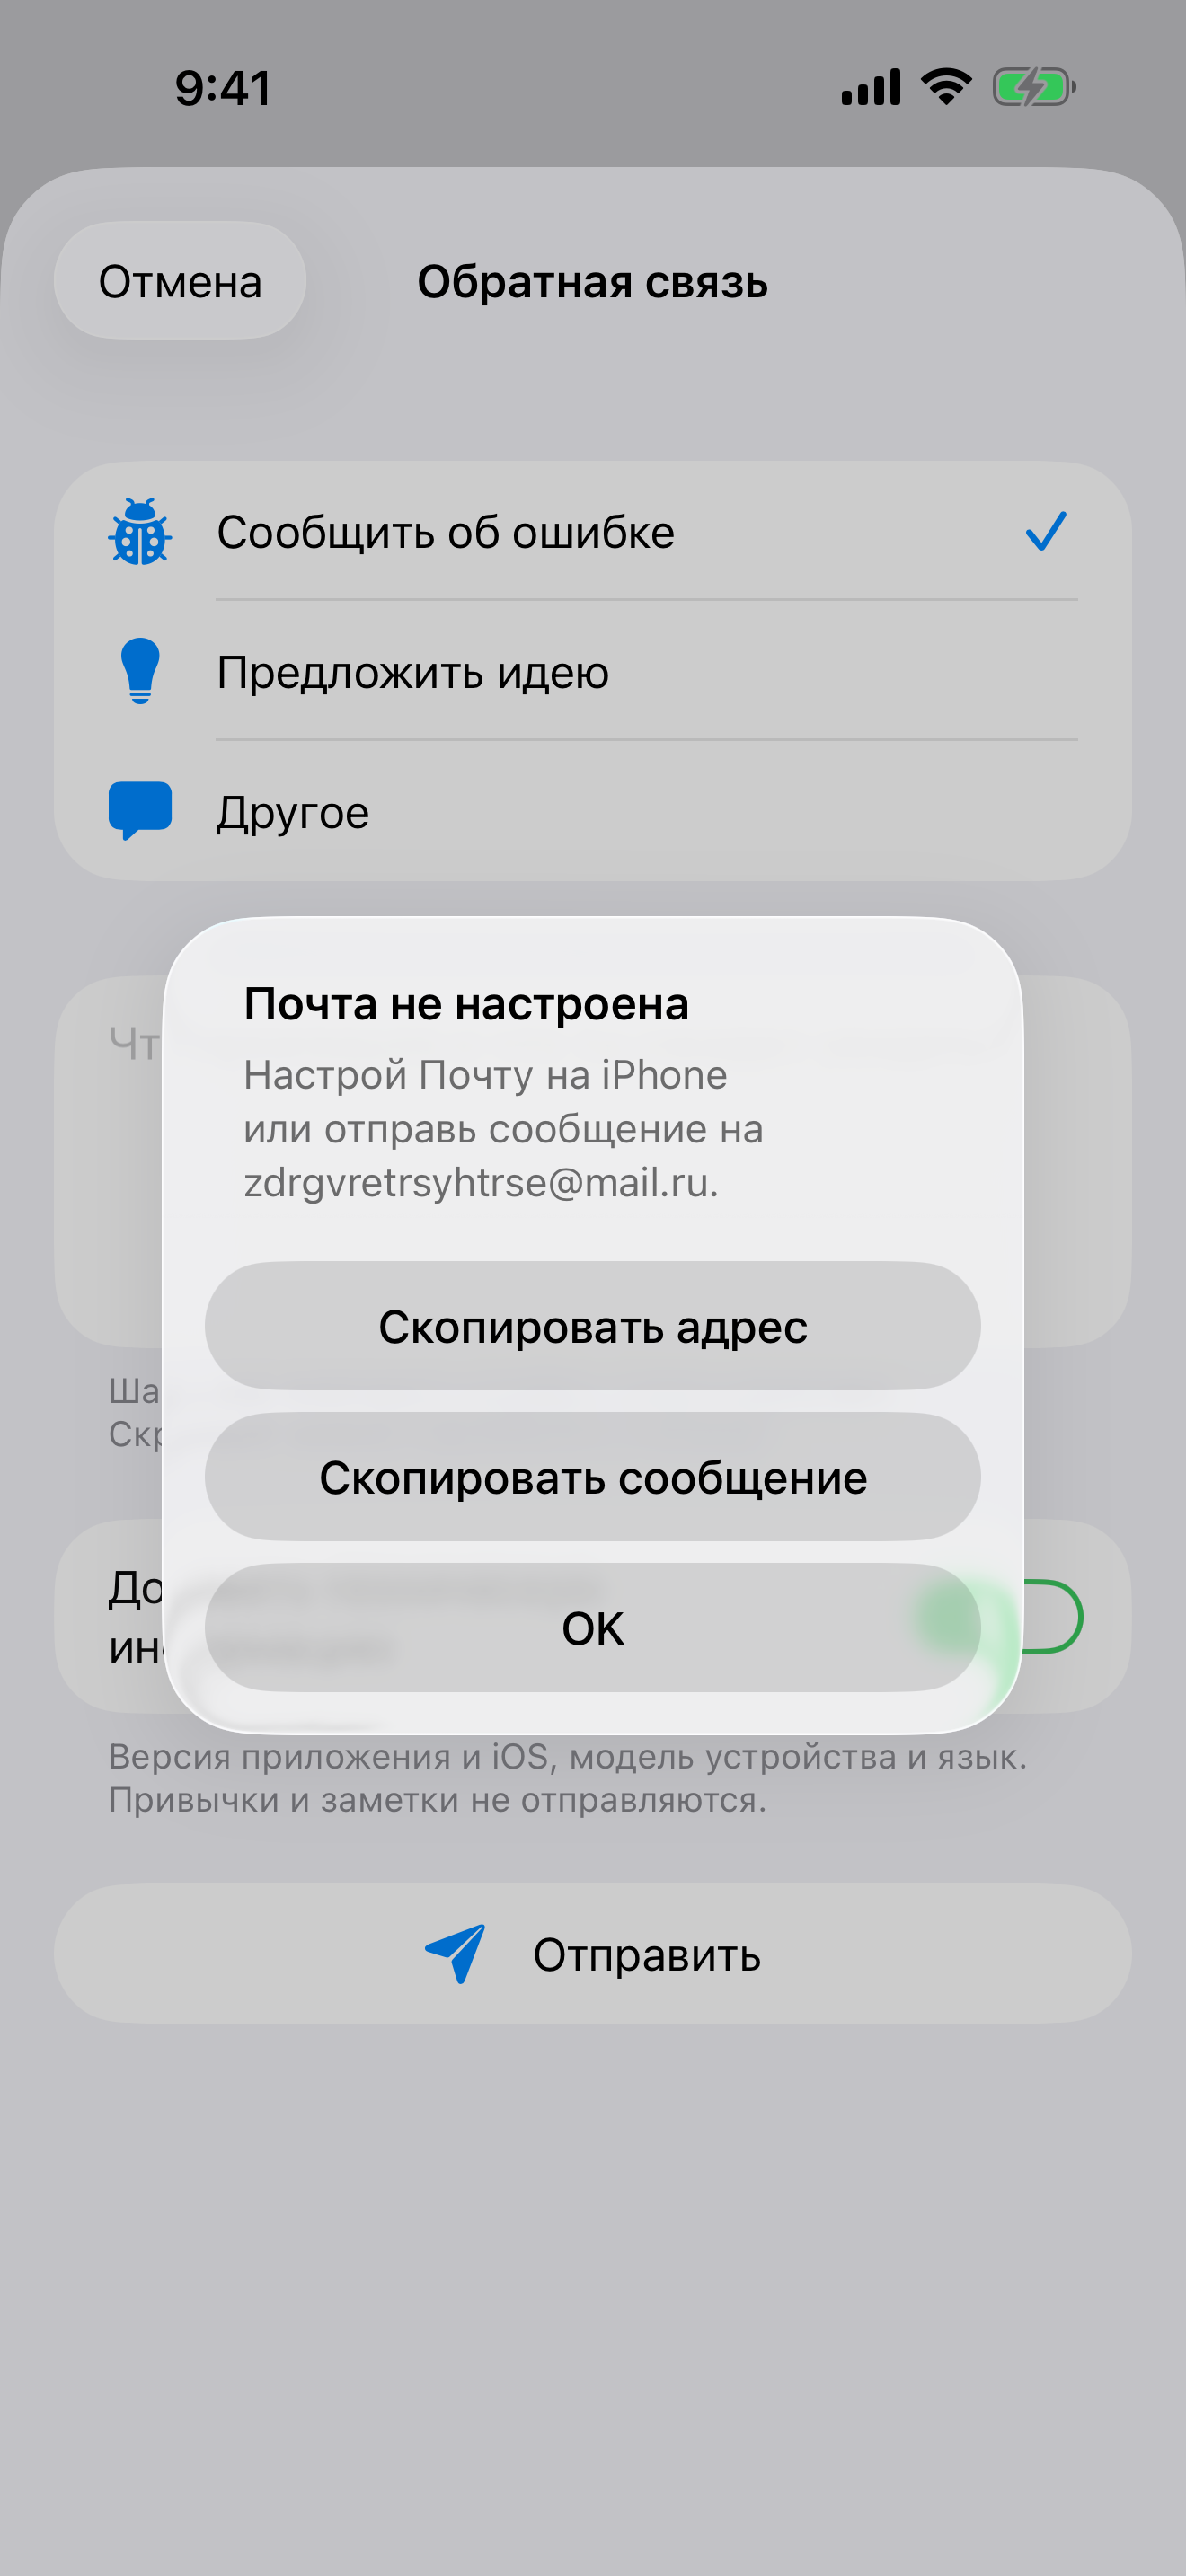 9:41
Отмена
Обратная связь
Сообщить об ошибке
Предложить идею
Другое
Почта не настроена
Настрой Почту на iPhone
или отправь сообщение на
zdrgvretrsyhtrse@mail.ru.
Скопировать адрес
Скопировать сообщение
OK
Версия приложения и iOS, модель устройства и язык.
Привычки и заметки не отправляются.
Отправить